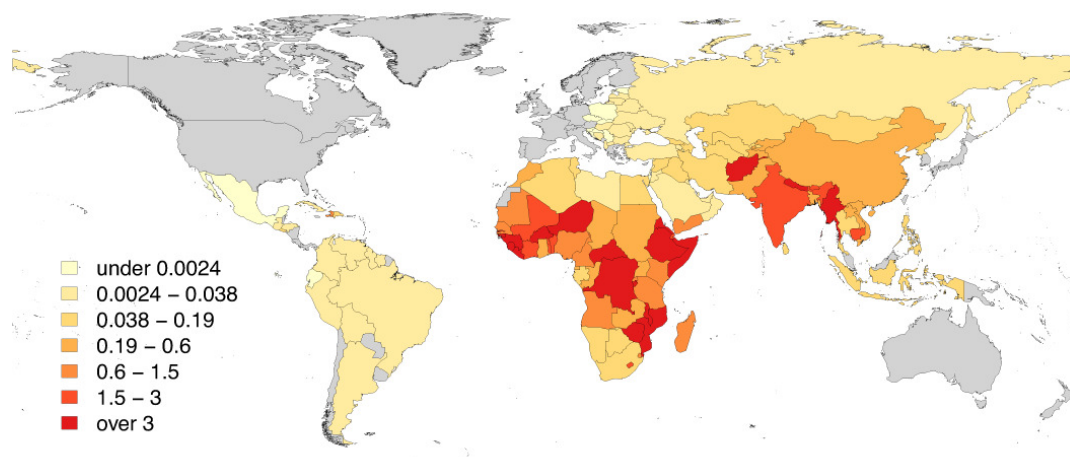 under 0.0024
0.0024 – 0.038
0.038 – 0.19
0.19 – 0.6
0.6 – 1.5
1.5 – 3
over 3